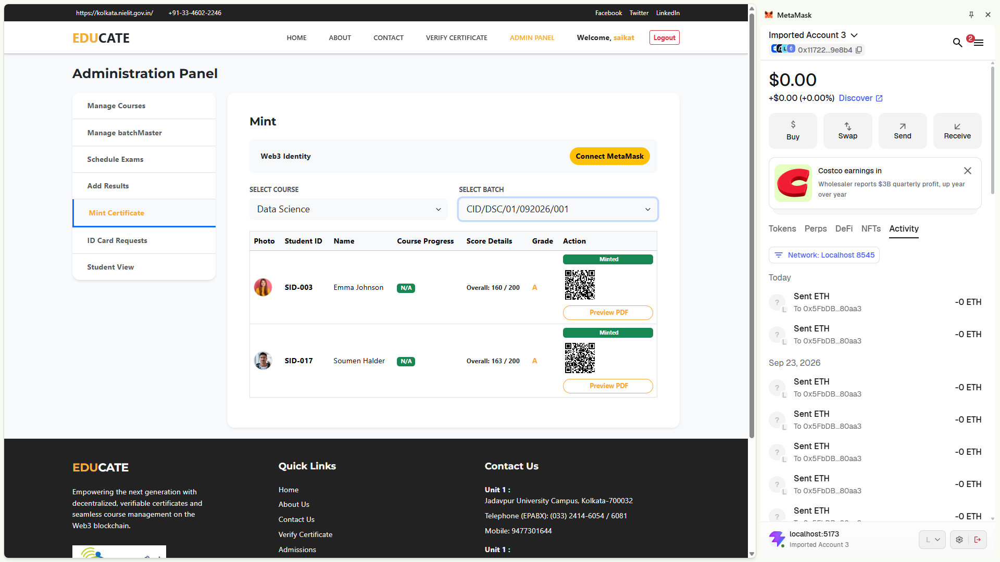 https://kolkata.nielit.gov.in/ +91-33-4602-2246 Facebook Twitter LinkedIn
EDUCATE HOME ABOUT CONTACT VERIFY CERTIFICATE ADMIN PANEL Welcome, saikat Logout
Administration Panel
Manage Courses
Manage batchMaster
Schedule Exams
Add Results
Mint Certificate
ID Card Requests
Student View
Mint
Web3 Identity Connect MetaMask
SELECT COURSE SELECT BATCH
Data Science CID/DSC/01/092026/001
Photo Student ID Name Course Progress Score Details Grade Action
Minted
SID-003 Emma Johnson N/A Overall: 160 / 200 A
Preview PDF
Minted
SID-017 Soumen Halder N/A Overall: 163 / 200 A
Preview PDF
EDUCATE
Empowering the next generation with
decentralized, verifiable certificates and
seamless course management on the
Web3 blockchain.
Quick Links
Home
About Us
Contact Us
Verify Certificate
Admissions
Contact Us
Unit 1 :
Jadavpur University Campus, Kolkata-700032
Telephone (EPABX): (033) 2414-6054 / 6081
Mobile: 9477301644
Unit 1 :
MetaMask
Imported Account 3
0x11722...9e8b4
2
$0.00
+$0.00 (+0.00%) Discover
Buy Swap Send Receive
Costco earnings in
Wholesaler reports $3B quarterly profit, up year
over year
Tokens Perps DeFi NFTs Activity
Network: Localhost 8545
Today
? L Sent ETH -0 ETH
To 0x5FbDB...80aa3
? L Sent ETH -0 ETH
To 0x5FbDB...80aa3
Sep 23, 2026
? L Sent ETH -0 ETH
To 0x5FbDB...80aa3
? L Sent ETH -0 ETH
To 0x5FbDB...80aa3
? L Sent ETH -0 ETH
To 0x5FbDB...80aa3
? L Sent ETH -0 ETH
To 0x5FbDB...80aa3
? Sent ETH -0 ETH
localhost:5173
Imported Account 3
L